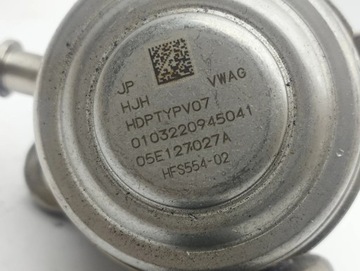 JP VWAG
HJH
HDPTYPV07
0103220945041
05E127027A
HFS554-02